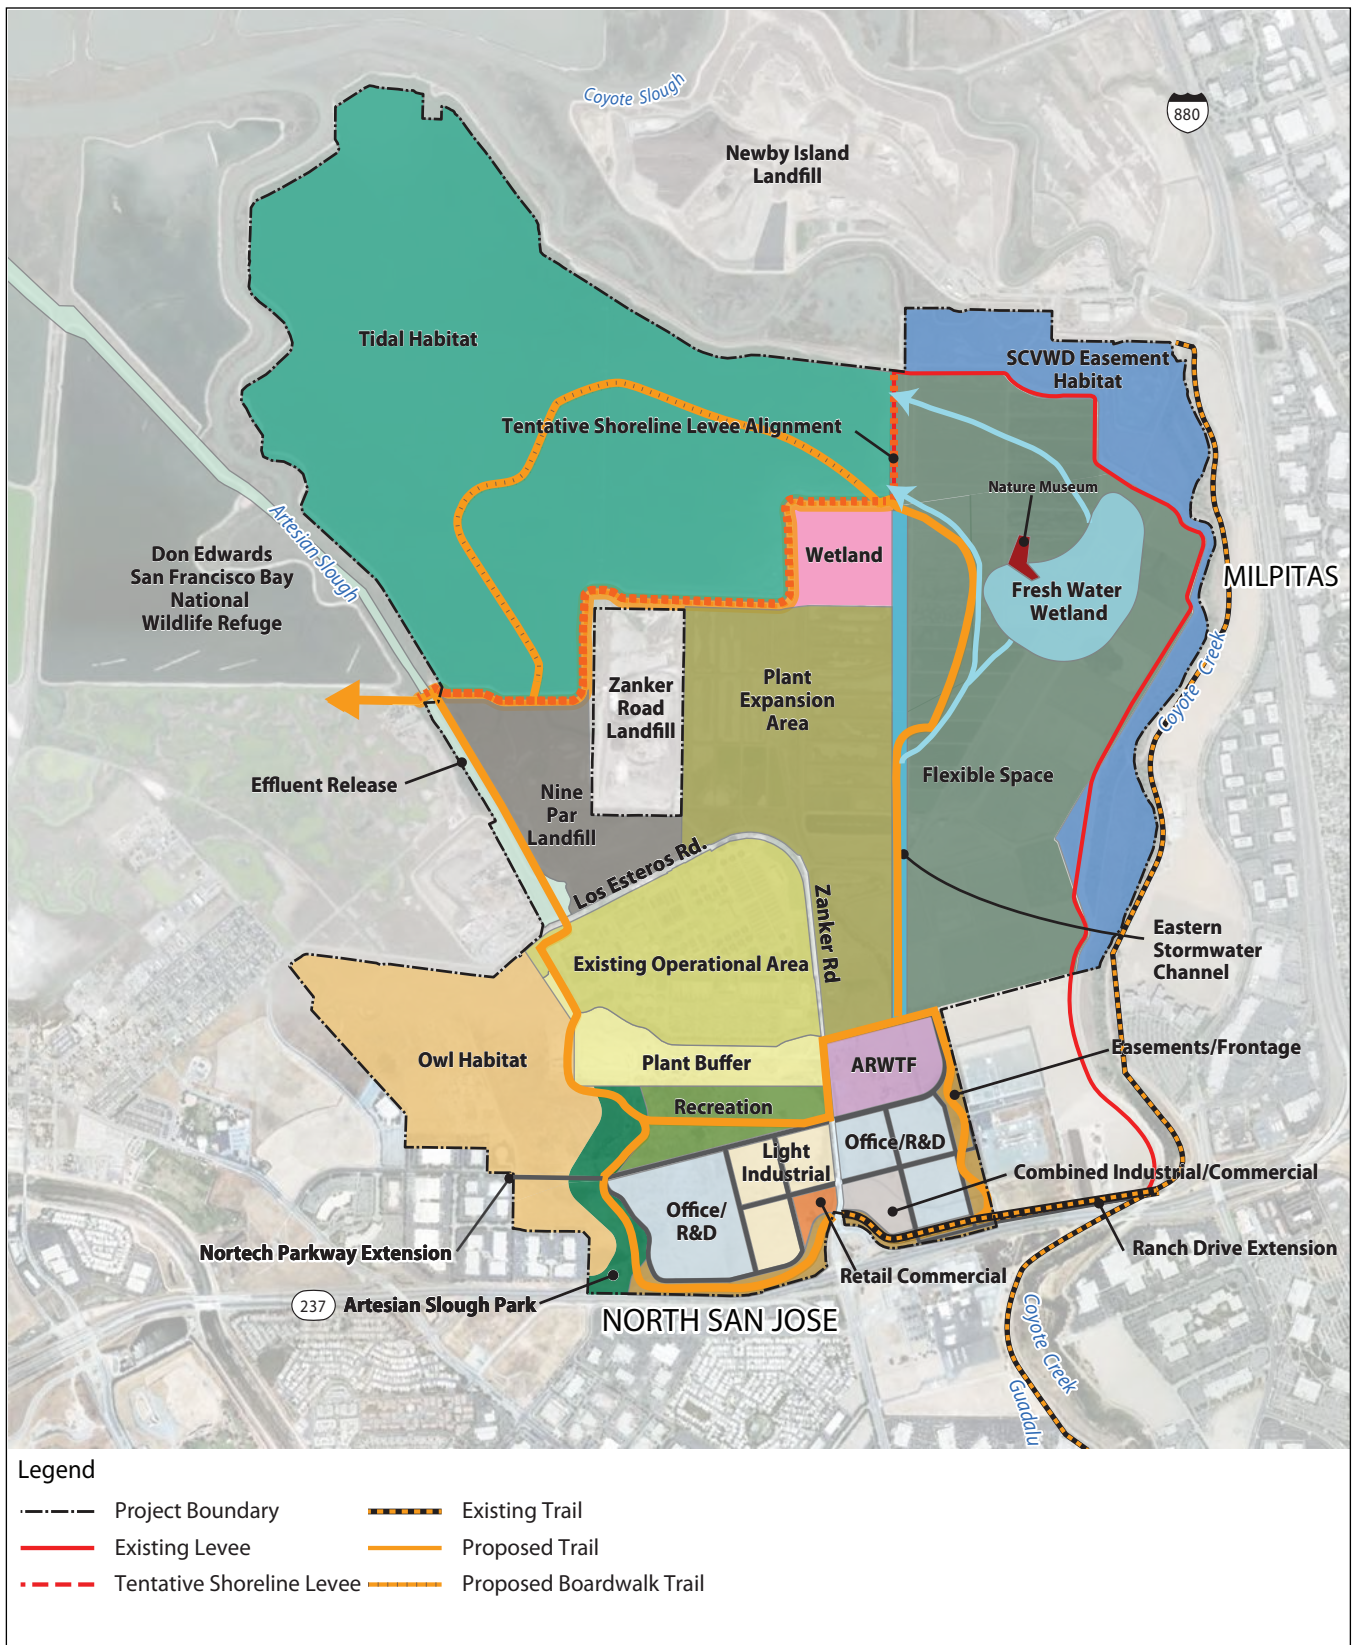 Coyote Slough
880
Newby Island
Landfill
Tidal Habitat
SCVWD Easement
Habitat
Tentative Shoreline Levee Alignment
Nature Museum
Artesian Slough
Don Edwards
San Francisco Bay
National
Wildlife Refuge
Wetland
Fresh Water
Wetland
MILPITAS
Coyote Creek
Zanker
Road
Landfill
Plant
Expansion
Area
Effluent Release
Flexible Space
Nine
Par
Landfill
Los Esteros Rd.
Zanker Rd
Eastern
Stormwater
Channel
Existing Operational Area
Owl Habitat
Plant Buffer
ARWTF
Easements/Frontage
Recreation
Light
Industrial
Office/R&D
Combined Industrial/Commercial
Office/
R&D
Nortech Parkway Extension
Ranch Drive Extension
Retail Commercial
237
Artesian Slough Park
NORTH SAN JOSE
Coyote Creek
Guadalu
Legend
Project Boundary
Existing Trail
Existing Levee
Proposed Trail
Tentative Shoreline Levee
Proposed Boardwalk Trail